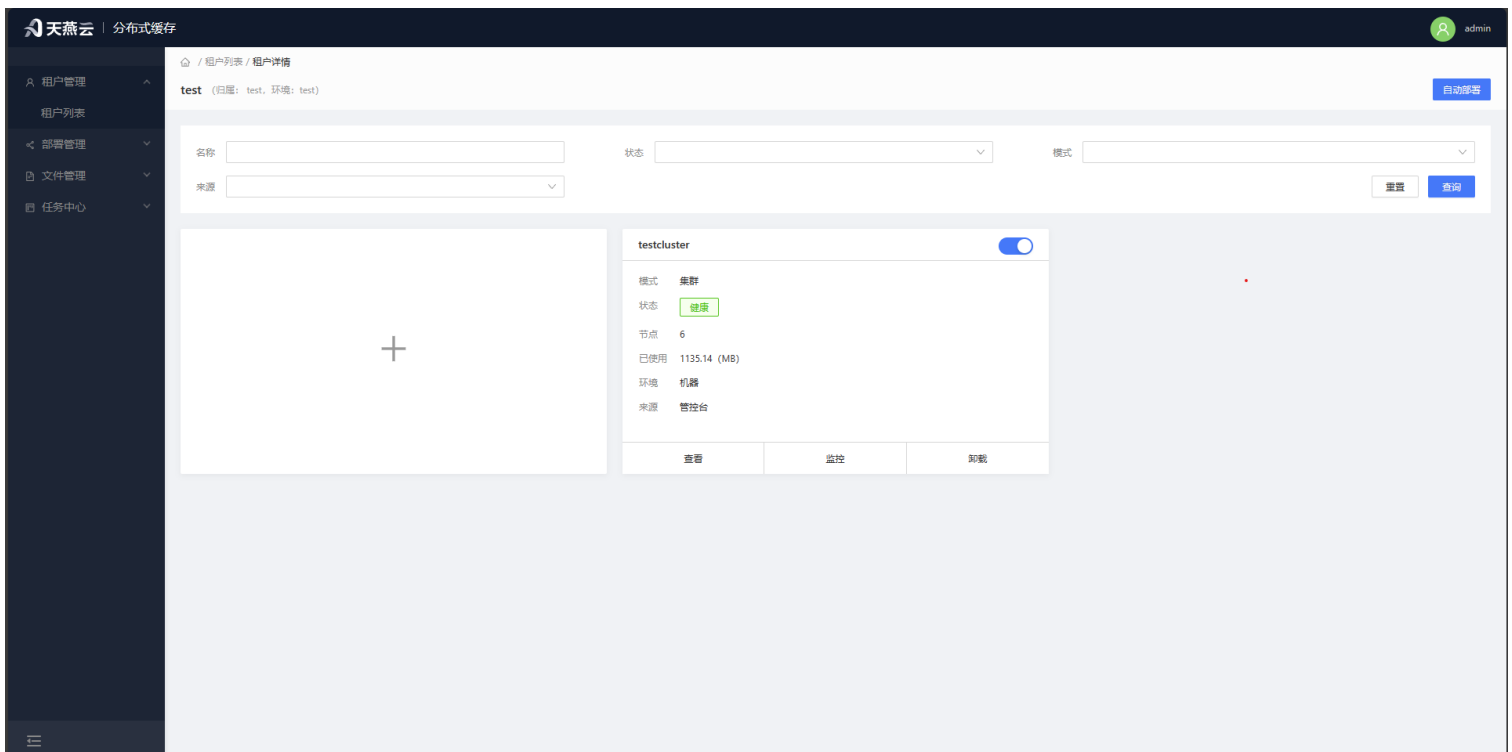 天燕云 | 分布式缓存
admin
/ 租户列表 / 租户详情
test (归属: test, 环境: test)
自动部署
租户管理
租户列表
部署管理
文件管理
任务中心
名称
状态
模式
来源
重置
查询
testcluster
模式 集群
状态 健康
节点 6
已使用 1135.14 (MB)
环境 机器
来源 管控台
查看
监控
卸载